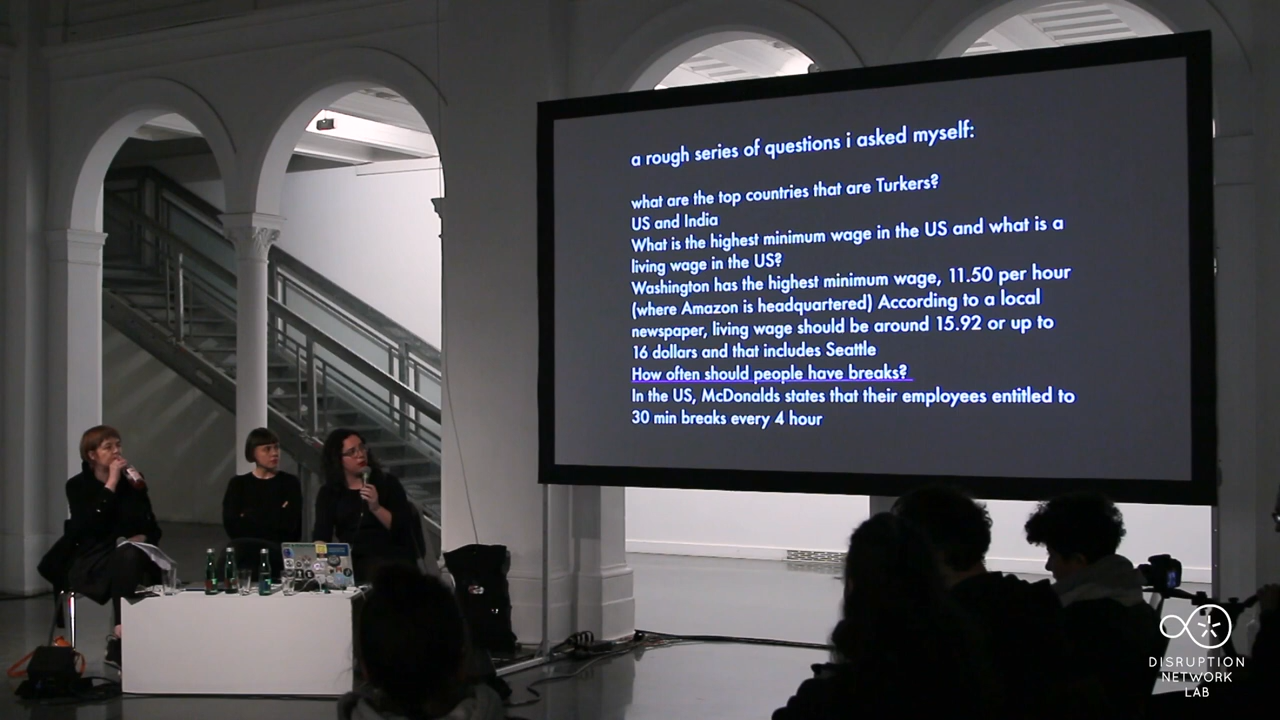 a rough series of questions i asked myself:
what are the top countries that are Turkers?
US and India
What is the highest minimum wage in the US and what is a
living wage in the US?
Washington has the highest minimum wage, 11.50 per hour
(where Amazon is headquartered) According to a local
newspaper, living wage should be around 15.92 or up to
16 dollars and that includes Seattle
How often should people have breaks?
In the US, McDonalds states that their employees entitled to
30 min breaks every 4 hour
DISRUPTION
NETWORK
LAB